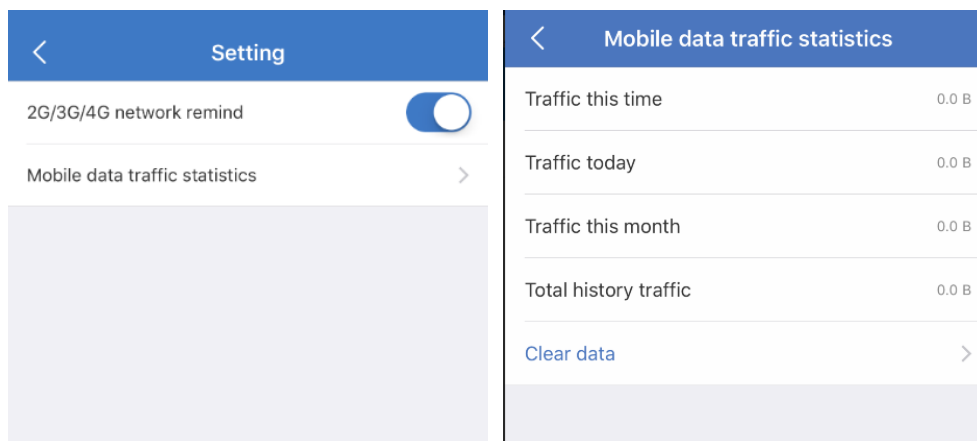 Setting
2G/3G/4G network remind
Mobile data traffic statistics
Mobile data traffic statistics
Traffic this time 0.0 B
Traffic today 0.0 B
Traffic this month 0.0 B
Total history traffic 0.0 B
Clear data